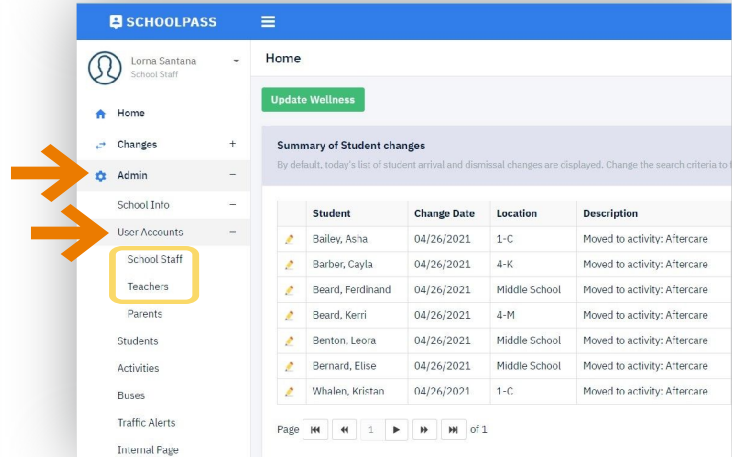 SCHOOLPASS
Lorna Santana
School Staff
Home
Changes +
Admin −
School Info −
User Accounts −
School Staff
Teachers
Parents
Students
Activities
Buses
Traffic Alerts
Internal Page
Home
Update Wellness
Summary of Student changes
By default, today's list of student arrival and dismissal changes are displayed. Change the search criteria to
Student Change Date Location Description
Bailey, Asha 04/26/2021 1-C Moved to activity: Aftercare
Barber, Cayla 04/26/2021 4-K Moved to activity: Aftercare
Beard, Ferdinand 04/26/2021 Middle School Moved to activity: Aftercare
Beard, Kerri 04/26/2021 4-M Moved to activity: Aftercare
Benton, Leora 04/26/2021 Middle School Moved to activity: Aftercare
Bernard, Elise 04/26/2021 Middle School Moved to activity: Aftercare
Whalen, Kristan 04/26/2021 1-C Moved to activity: Aftercare
Page 1 of 1